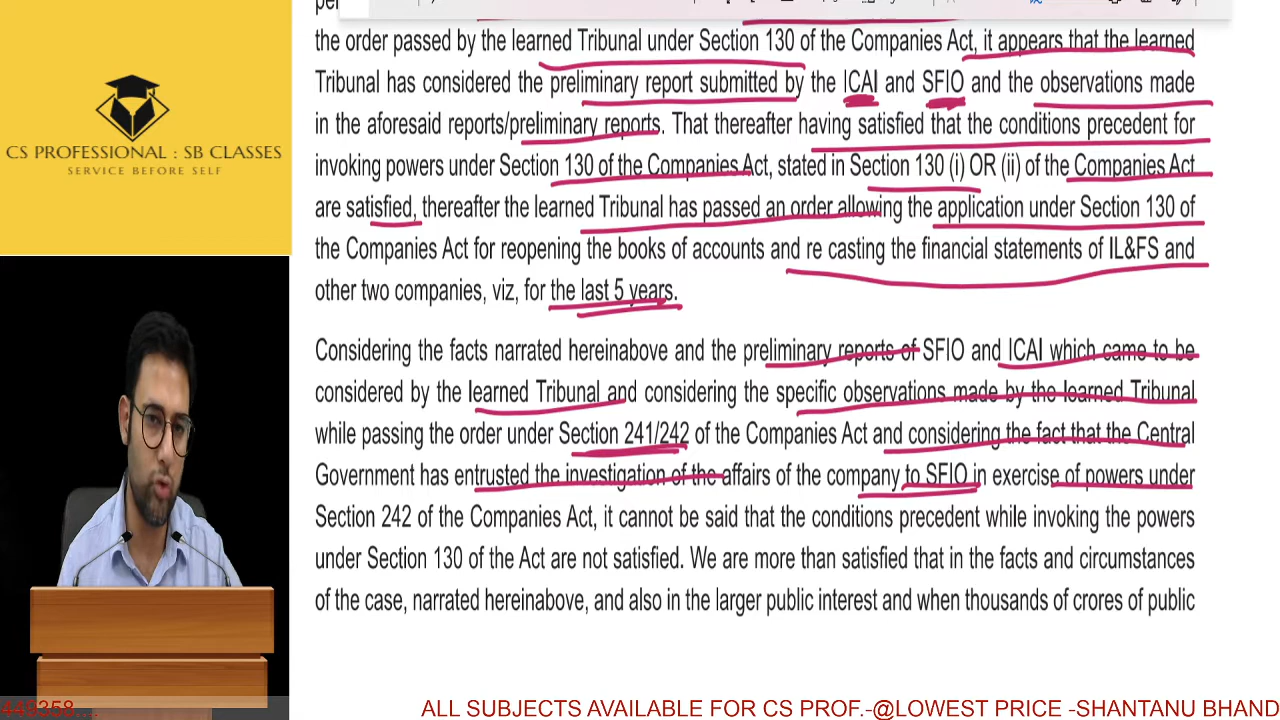 the order passed by the learned Tribunal under Section 130 of the Companies Act, it appears that the learned
Tribunal has considered the preliminary report submitted by the ICAI and SFIO and the observations made
in the aforesaid reports/preliminary reports. That thereafter having satisfied that the conditions precedent for
invoking powers under Section 130 of the Companies Act, stated in Section 130 (i) OR (ii) of the Companies Act
are satisfied, thereafter the learned Tribunal has passed an order allowing the application under Section 130 of
the Companies Act for reopening the books of accounts and re casting the financial statements of IL&FS and
other two companies, viz, for the last 5 years.
Considering the facts narrated hereinabove and the preliminary reports of SFIO and ICAI which came to be
considered by the learned Tribunal and considering the specific observations made by the learned Tribunal
while passing the order under Section 241/242 of the Companies Act and considering the fact that the Central
Government has entrusted the investigation of the affairs of the company to SFIO in exercise of powers under
Section 242 of the Companies Act, it cannot be said that the conditions precedent while invoking the powers
under Section 130 of the Act are not satisfied. We are more than satisfied that in the facts and circumstances
of the case, narrated hereinabove, and also in the larger public interest and when thousands of crores of public
CS PROFESSIONAL : SB CLASSES
SERVICE BEFORE SELF
449358....
ALL SUBJECTS AVAILABLE FOR CS PROF.-@LOWEST PRICE -SHANTANU BHAND